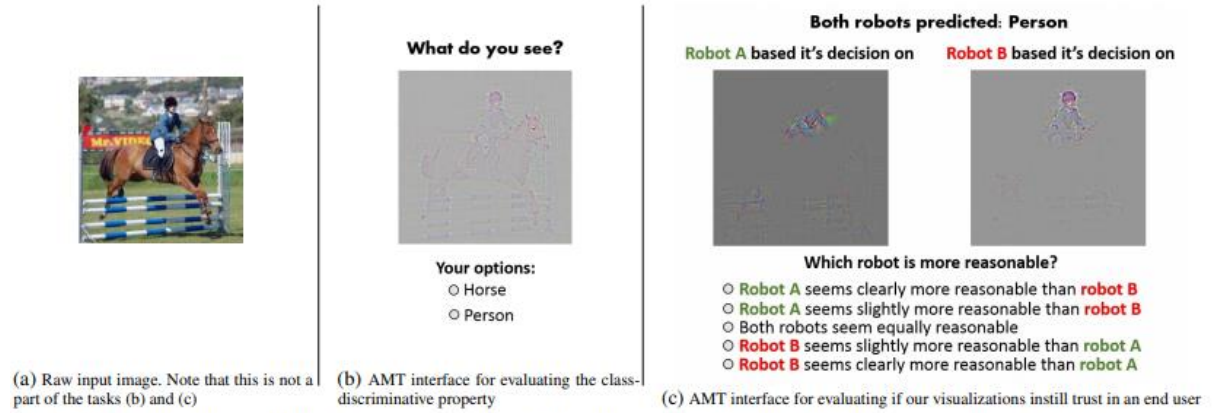 Mr.VIDEO
(a) Raw input image. Note that this is not a
part of the tasks (b) and (c)
What do you see?
Your options:
Horse
Person
(b) AMT interface for evaluating the class-
discriminative property
Both robots predicted: Person
Robot A based it's decision on
Robot B based it's decision on
Which robot is more reasonable?
Robot A seems clearly more reasonable than robot B
Robot A seems slightly more reasonable than robot B
Both robots seem equally reasonable
Robot B seems slightly more reasonable than robot A
Robot B seems clearly more reasonable than robot A
(c) AMT interface for evaluating if our visualizations instill trust in an end user